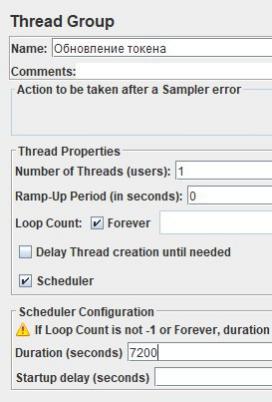 Thread Group
Name: Обновление токена
Comments:
Action to be taken after a Sampler error
Thread Properties
Number of Threads (users): 1
Ramp-Up Period (in seconds): 0
Loop Count: Forever
Delay Thread creation until needed
Scheduler
Scheduler Configuration
If Loop Count is not -1 or Forever, duration
Duration (seconds) 7200
Startup delay (seconds)